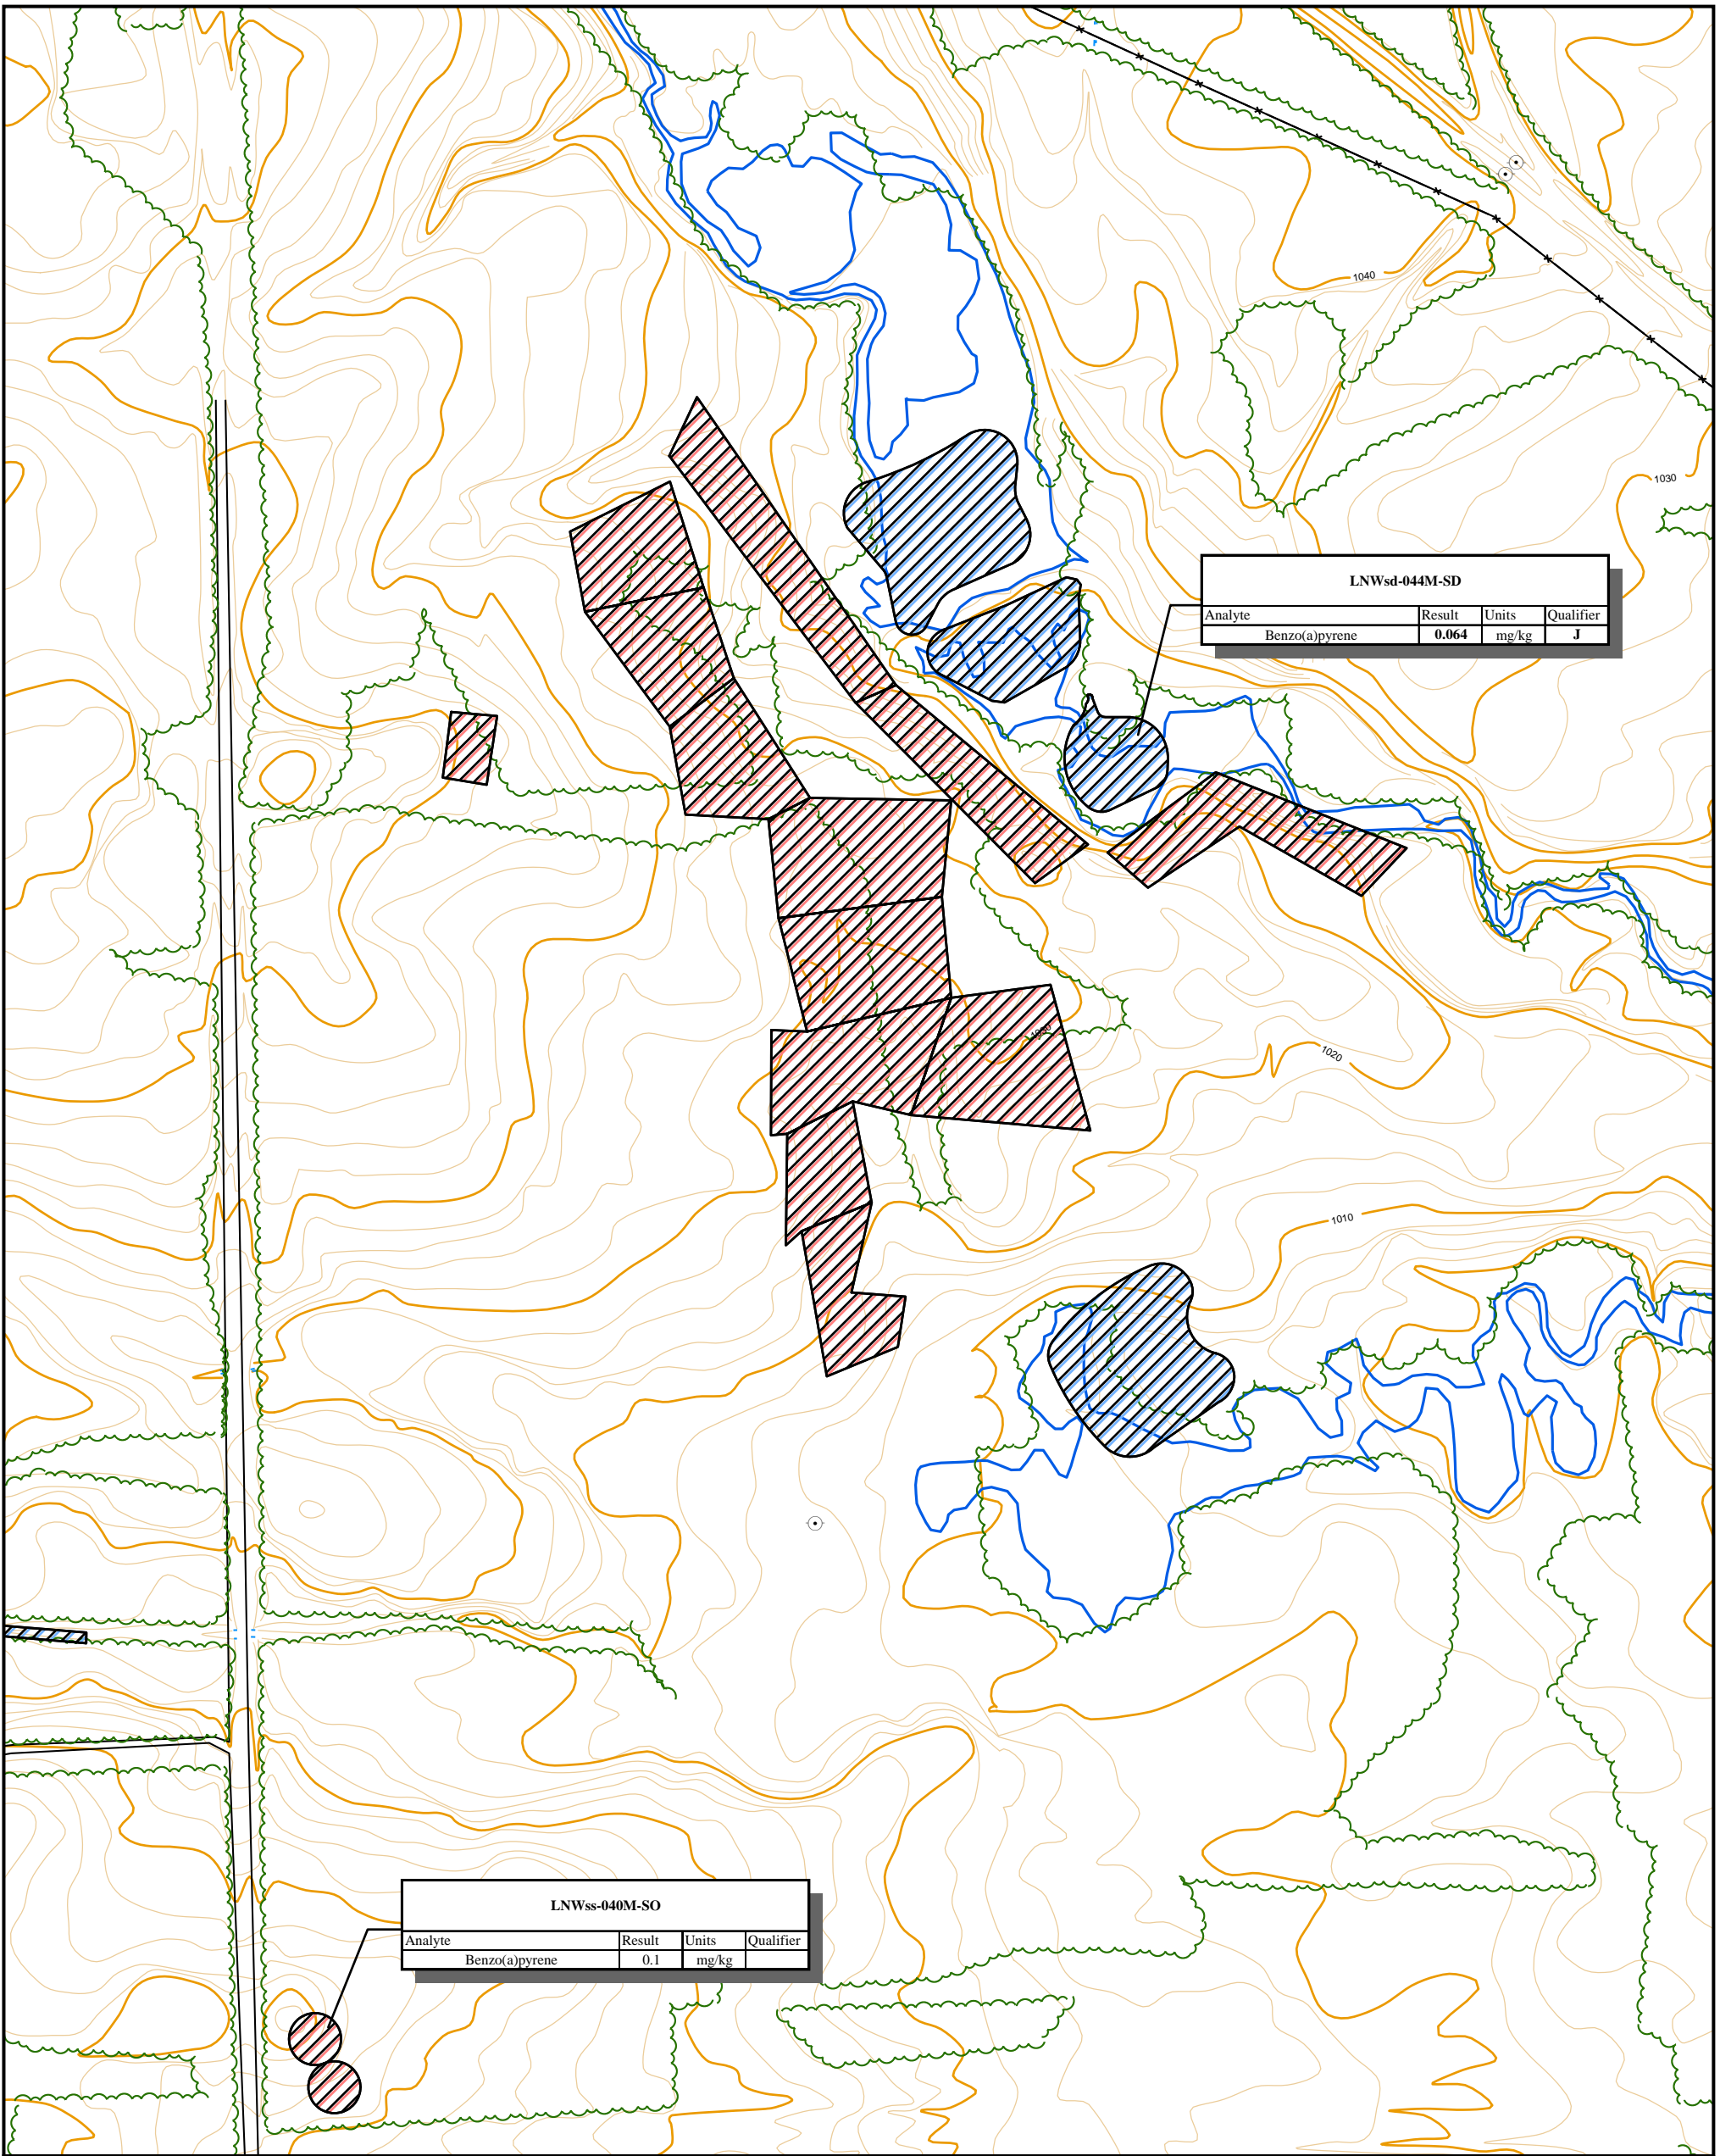 1040
1030
LNWsd-044M-SD
Analyte Result Units Qualifier
Benzo(a)pyrene 0.064 mg/kg J
1030
1020
1010
LNWss-040M-SO
Analyte Result Units Qualifier
Benzo(a)pyrene 0.1 mg/kg